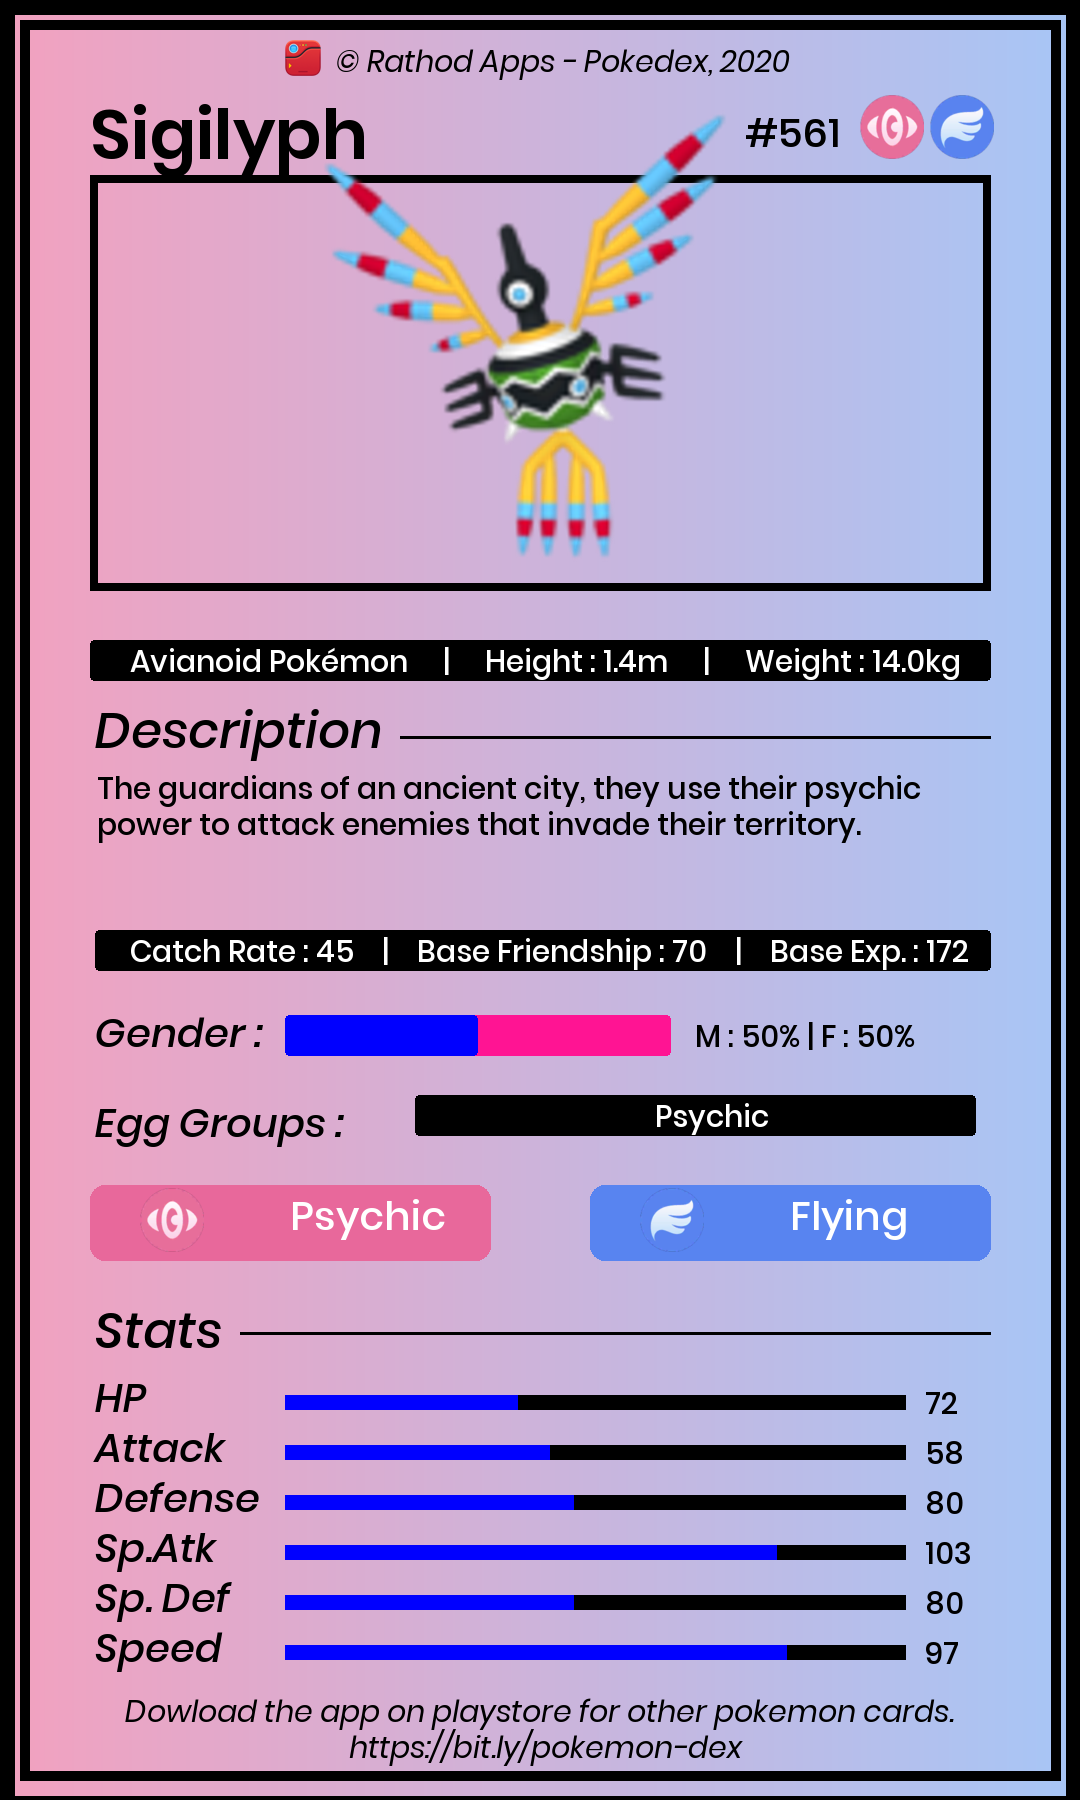 © Rathod Apps - Pokedex, 2020
Sigilyph #561
Avianoid Pokémon | Height : 1.4m | Weight : 14.0kg
Description
The guardians of an ancient city, they use their psychic
power to attack enemies that invade their territory.
Catch Rate : 45 | Base Friendship : 70 | Base Exp. : 172
Gender : M : 50% | F : 50%
Egg Groups : Psychic
Psychic Flying
Stats
HP 72
Attack 58
Defense 80
Sp.Atk 103
Sp. Def 80
Speed 97
Dowload the app on playstore for other pokemon cards.
https://bit.ly/pokemon-dex